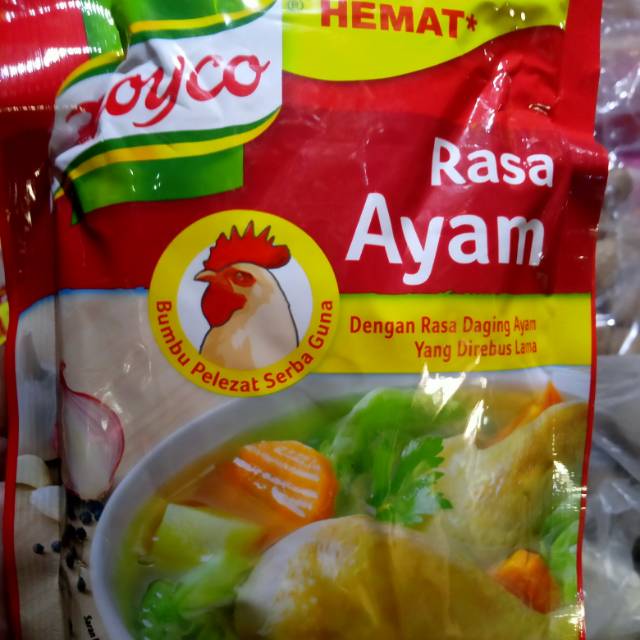 HEMAT*
Royco
®
Rasa
Ayam
Bumbu Pelezat Serba Guna
Dengan Rasa Daging Ayam
Yang Direbus Lama